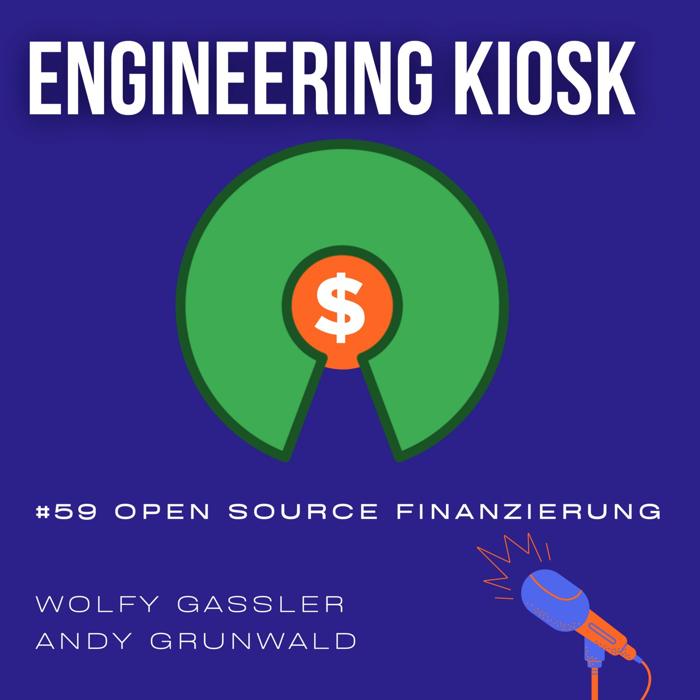 ENGINEERING KIOSK
$
#59 OPEN SOURCE FINANZIERUNG
WOLFY GASSLER
ANDY GRUNWALD